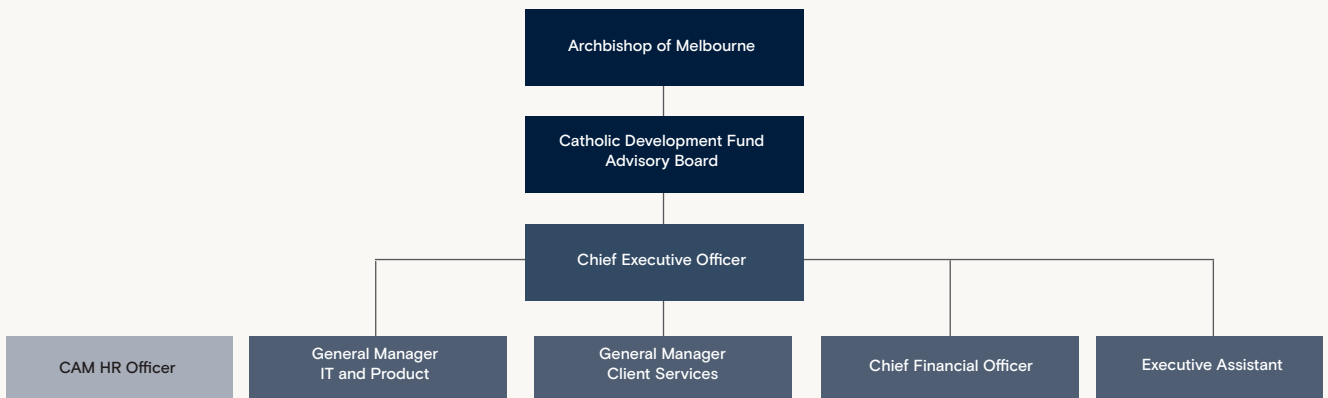 Archbishop of Melbourne
Catholic Development Fund
Advisory Board
Chief Executive Officer
CAM HR Officer
General Manager
IT and Product
General Manager
Client Services
Chief Financial Officer
Executive Assistant